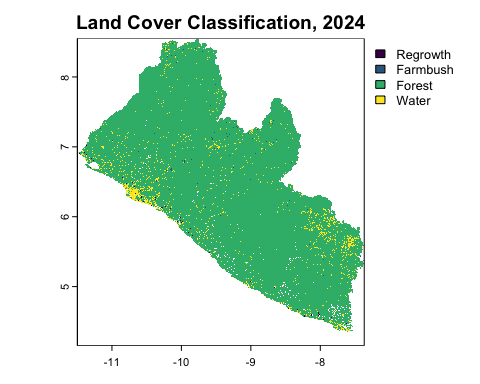 Land Cover Classification, 2024
Regrowth
Farmbush
Forest
Water
8
7
6
5
-11 -10 -9 -8